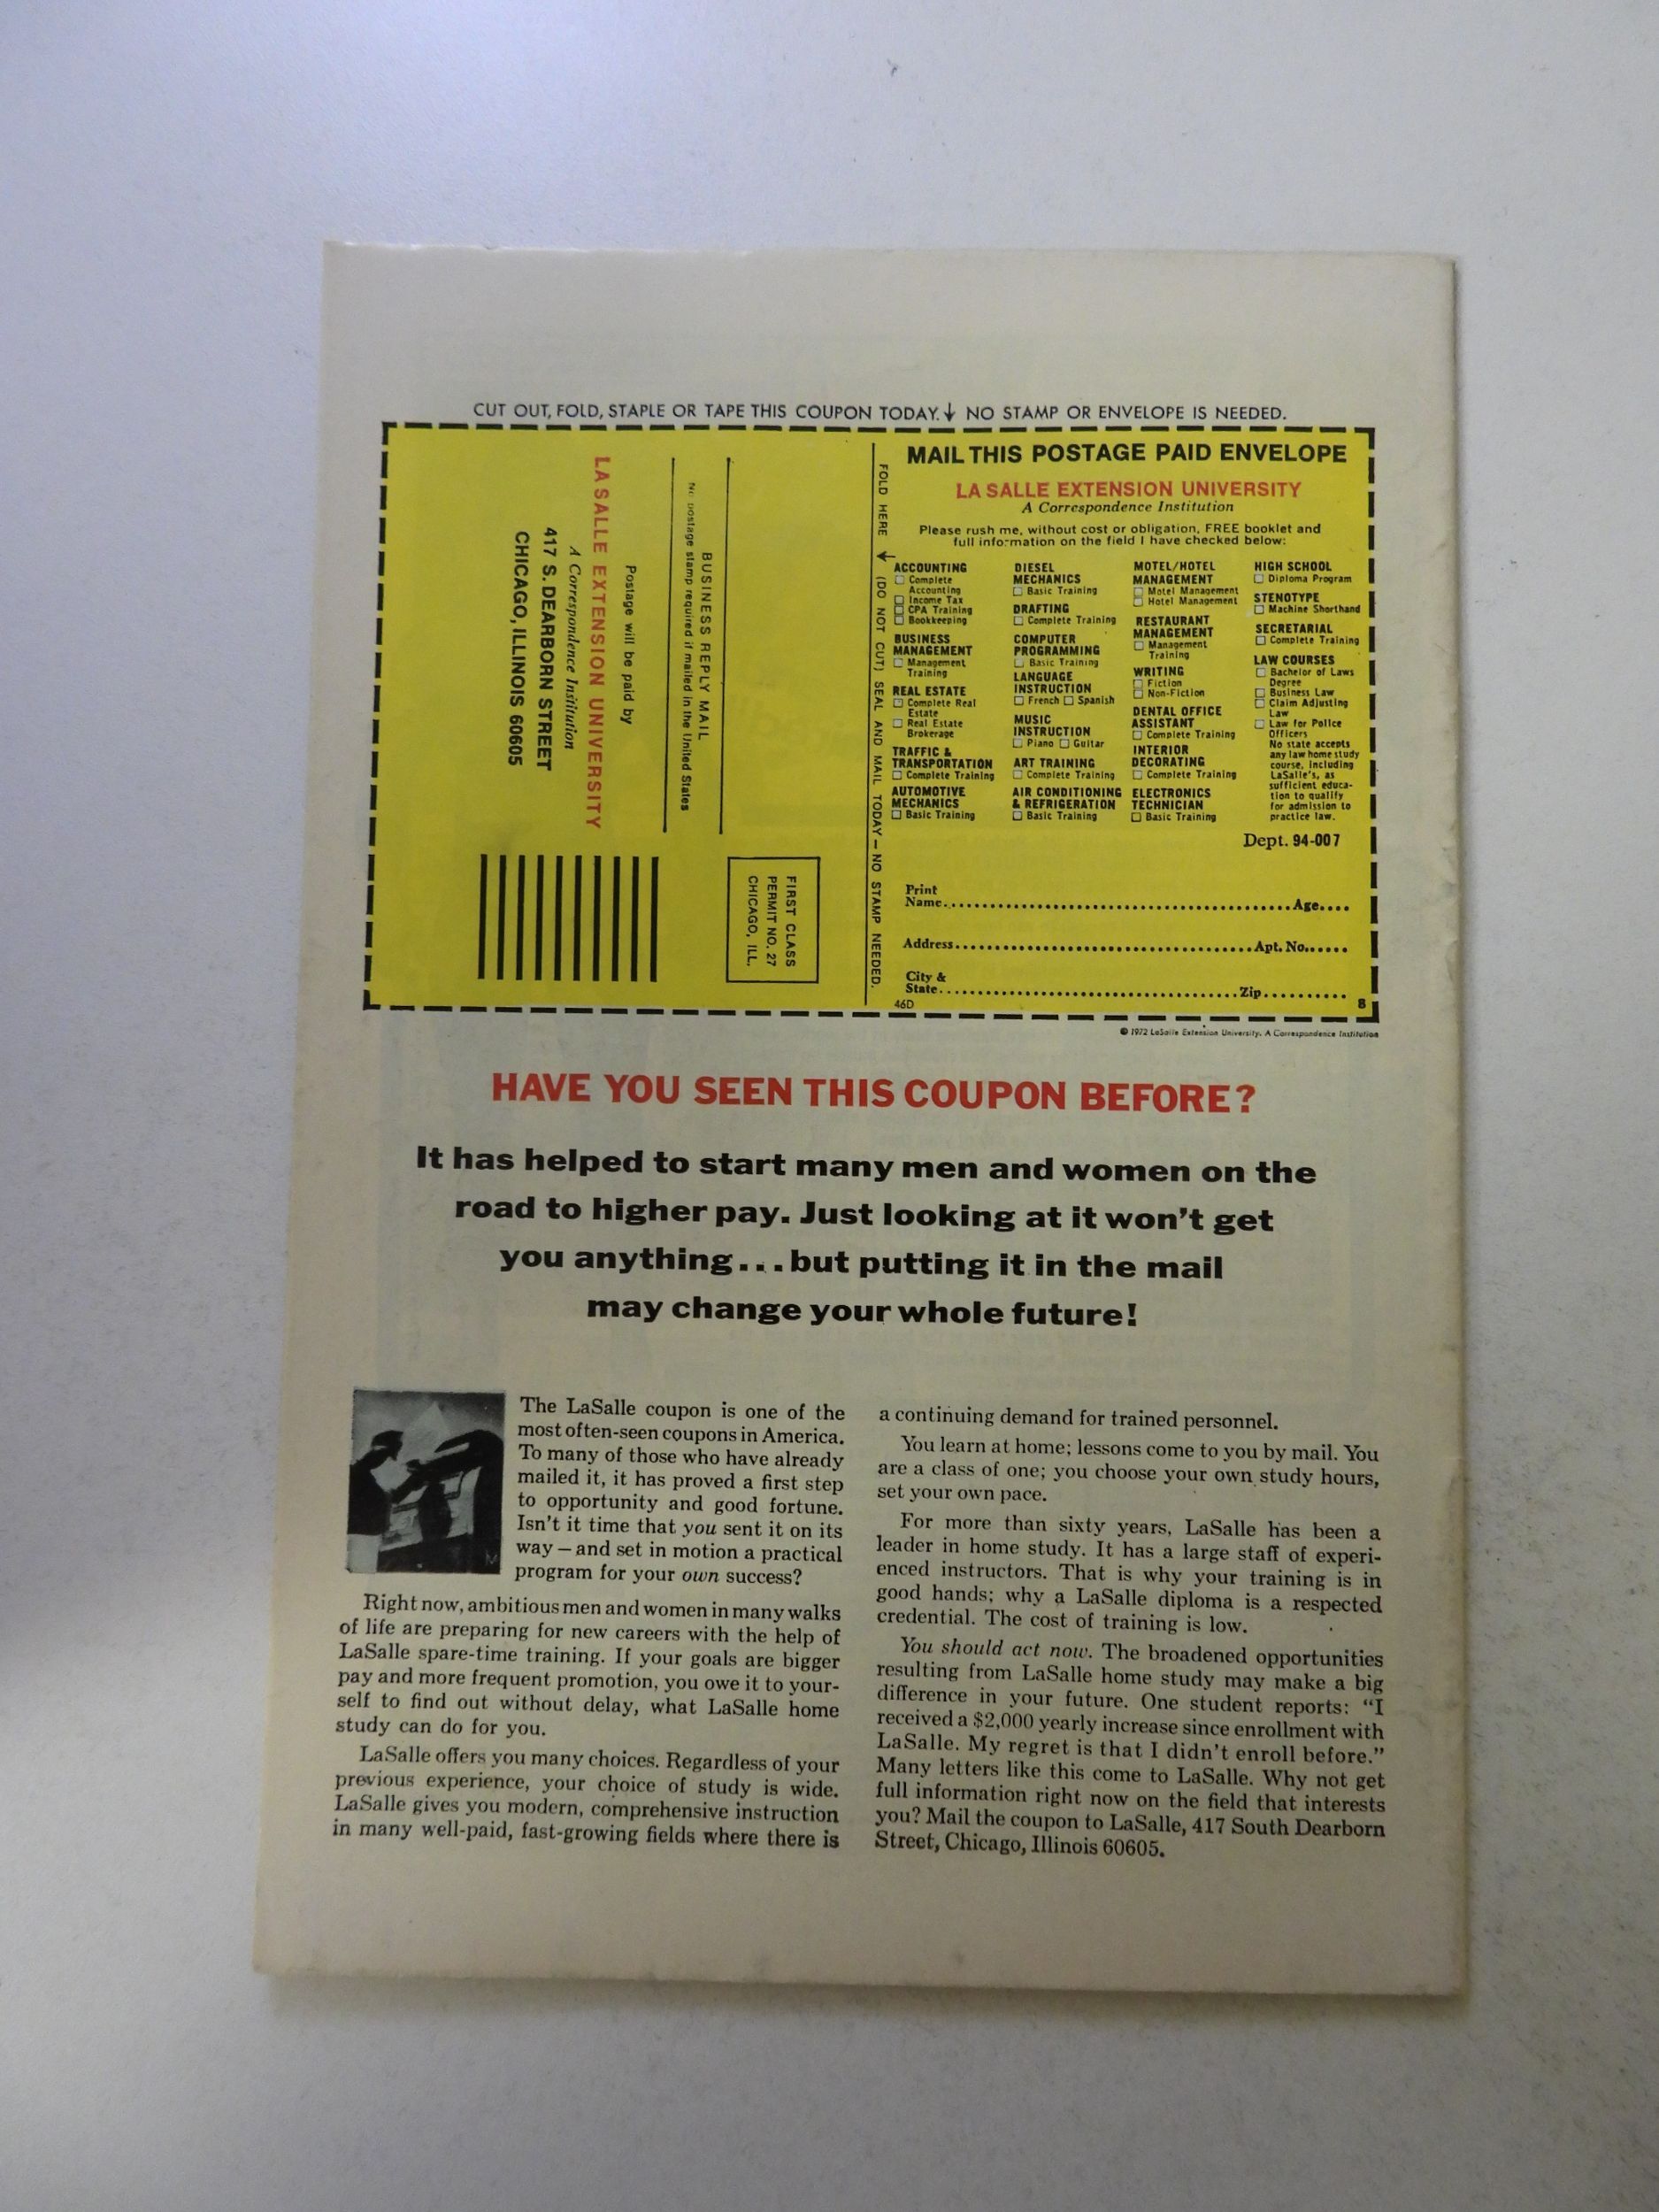 CUT OUT, FOLD, STAPLE OR TAPE THIS COUPON TODAY. ↓ NO STAMP OR ENVELOPE IS NEEDED.
LA SALLE EXTENSION UNIVERSITY
A Correspondence Institution
417 S. DEARBORN STREET
CHICAGO, ILLINOIS 60605
Postage will be paid by
BUSINESS REPLY MAIL
No postage stamp required if mailed in the United States
FIRST CLASS
PERMIT NO. 27
CHICAGO, ILL.
FOLD HERE (DO NOT CUT) SEAL AND MAIL TODAY — NO STAMP NEEDED.
MAIL THIS POSTAGE PAID ENVELOPE
LA SALLE EXTENSION UNIVERSITY
A Correspondence Institution
Please rush me, without cost or obligation, FREE booklet and
full information on the field I have checked below:
ACCOUNTING
☐ Complete
Accounting
☐ Income Tax
☐ CPA Training
☐ Bookkeeping
BUSINESS
MANAGEMENT
☐ Management
Training
REAL ESTATE
☐ Complete Real
Estate
☐ Real Estate
Brokerage
TRAFFIC &
TRANSPORTATION
☐ Complete Training
AUTOMOTIVE
MECHANICS
☐ Basic Training
DIESEL
MECHANICS
☐ Basic Training
DRAFTING
☐ Complete Training
COMPUTER
PROGRAMMING
☐ Basic Training
LANGUAGE
INSTRUCTION
☐ French ☐ Spanish
MUSIC
INSTRUCTION
☐ Piano ☐ Guitar
ART TRAINING
☐ Complete Training
AIR CONDITIONING
& REFRIGERATION
☐ Basic Training
MOTEL/HOTEL
MANAGEMENT
☐ Motel Management
☐ Hotel Management
RESTAURANT
MANAGEMENT
☐ Management
Training
WRITING
☐ Fiction
☐ Non-Fiction
DENTAL OFFICE
ASSISTANT
☐ Complete Training
INTERIOR
DECORATING
☐ Complete Training
ELECTRONICS
TECHNICIAN
☐ Basic Training
HIGH SCHOOL
☐ Diploma Program
STENOTYPE
☐ Machine Shorthand
SECRETARIAL
☐ Complete Training
LAW COURSES
☐ Bachelor of Laws
Degree
☐ Business Law
☐ Claim Adjusting
Law
☐ Law for Police
Officers
No state accepts
any law home study
course, including
LaSalle's, as
sufficient educa-
tion to qualify
for admission to
practice law.
Dept. 94-007
Print
Name Age
Address Apt. No.
City &
State Zip
46D 8
© 1972 LaSalle Extension University, A Correspondence Institution
HAVE YOU SEEN THIS COUPON BEFORE?
It has helped to start many men and women on the
road to higher pay. Just looking at it won't get
you anything...but putting it in the mail
may change your whole future!
The LaSalle coupon is one of the
most often-seen coupons in America.
To many of those who have already
mailed it, it has proved a first step
to opportunity and good fortune.
Isn't it time that you sent it on its
way — and set in motion a practical
program for your own success?
Right now, ambitious men and women in many walks
of life are preparing for new careers with the help of
LaSalle spare-time training. If your goals are bigger
pay and more frequent promotion, you owe it to your-
self to find out without delay, what LaSalle home
study can do for you.
LaSalle offers you many choices. Regardless of your
previous experience, your choice of study is wide.
LaSalle gives you modern, comprehensive instruction
in many well-paid, fast-growing fields where there is
a continuing demand for trained personnel.
You learn at home; lessons come to you by mail. You
are a class of one; you choose your own study hours,
set your own pace.
For more than sixty years, LaSalle has been a
leader in home study. It has a large staff of experi-
enced instructors. That is why your training is in
good hands; why a LaSalle diploma is a respected
credential. The cost of training is low.
You should act now. The broadened opportunities
resulting from LaSalle home study may make a big
difference in your future. One student reports: "I
received a $2,000 yearly increase since enrollment with
LaSalle. My regret is that I didn't enroll before."
Many letters like this come to LaSalle. Why not get
full information right now on the field that interests
you? Mail the coupon to LaSalle, 417 South Dearborn
Street, Chicago, Illinois 60605.